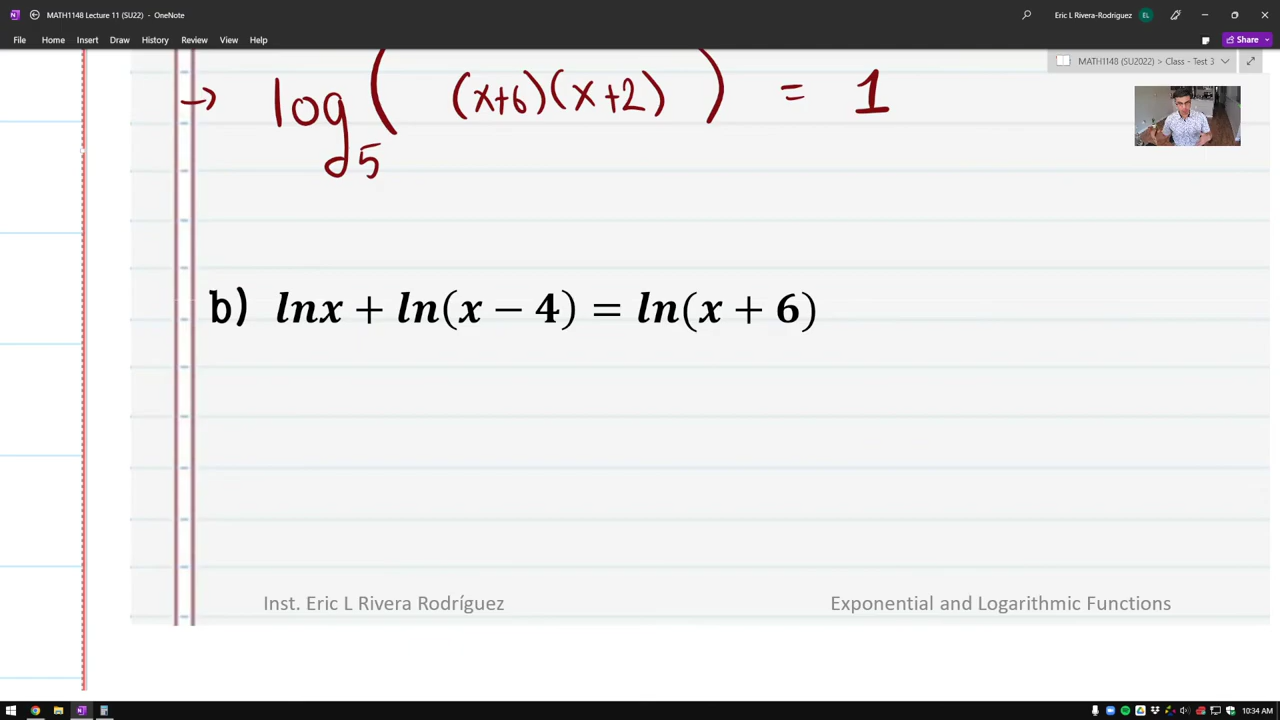 MATH1148 Lecture 11 (SU22) - OneNote
Eric L Rivera-Rodriguez EL
File Home Insert Draw History Review View Help
Share
MATH1148 (SU2022) > Class - Test 3
→ log₅( (x+6)(x+2) ) = 1
b) lnx + ln(x − 4) = ln(x + 6)
Inst. Eric L Rivera Rodríguez
Exponential and Logarithmic Functions
10:34 AM